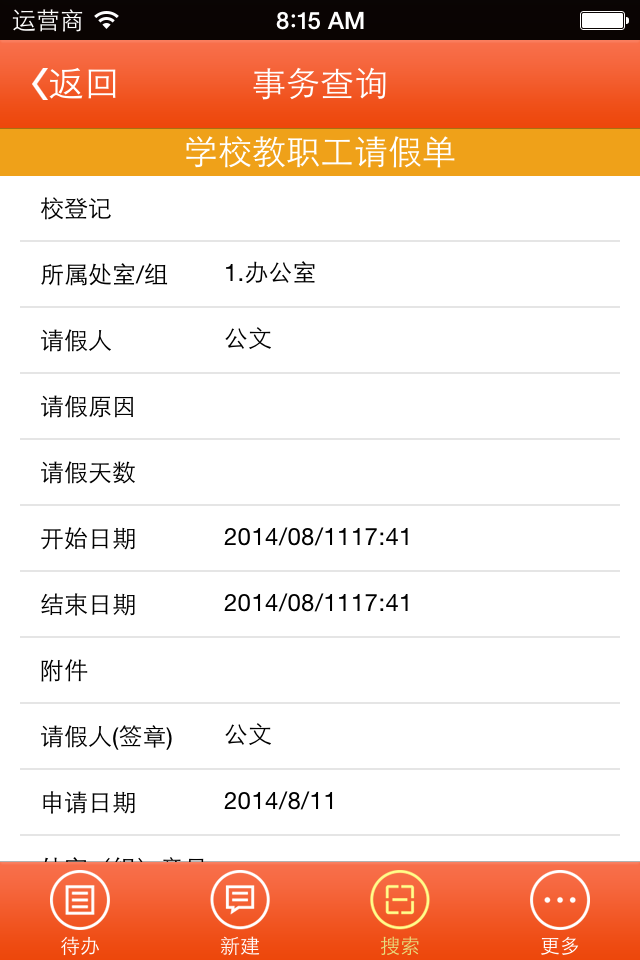 运营商 8:15 AM
返回 事务查询
学校教职工请假单
校登记
所属处室/组 1.办公室
请假人 公文
请假原因
请假天数
开始日期 2014/08/1117:41
结束日期 2014/08/1117:41
附件
请假人(签章) 公文
申请日期 2014/8/11
待办 新建 搜索 更多